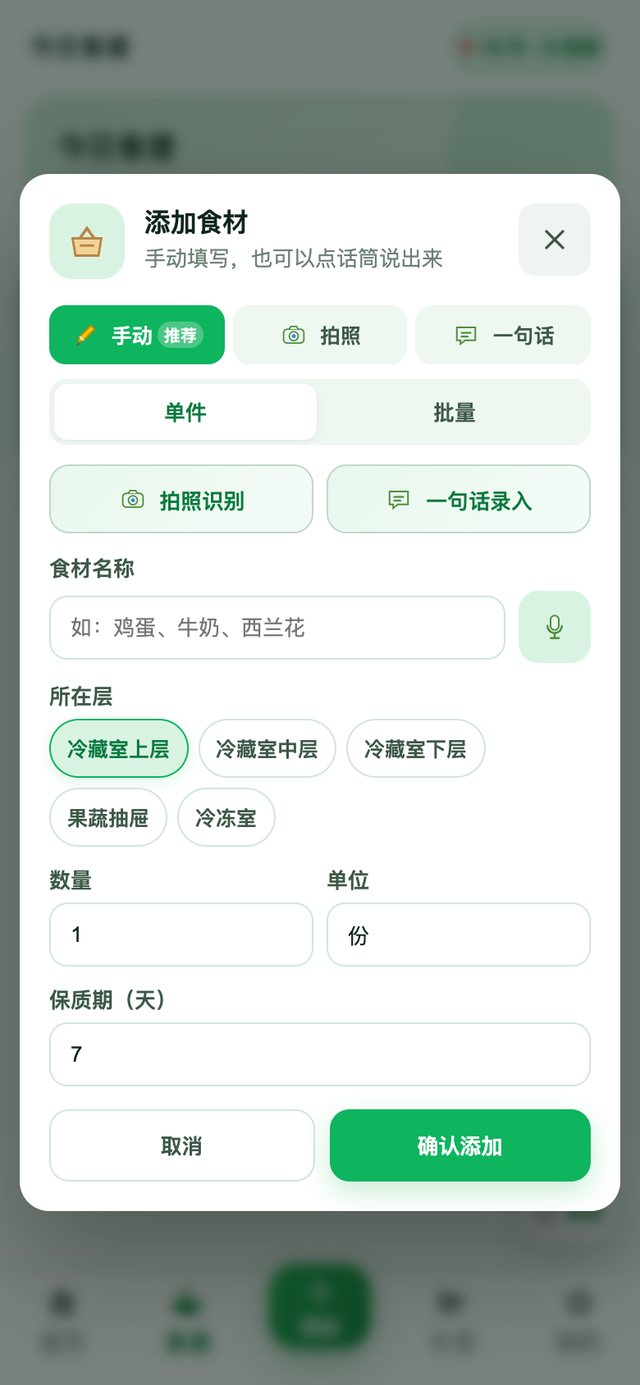 添加食材
手动填写，也可以点话筒说出来
手动 推荐 拍照 一句话
单件 批量
拍照识别 一句话录入
食材名称
如：鸡蛋、牛奶、西兰花
所在层
冷藏室上层 冷藏室中层 冷藏室下层
果蔬抽屉 冷冻室
数量 单位
1 份
保质期（天）
7
取消 确认添加